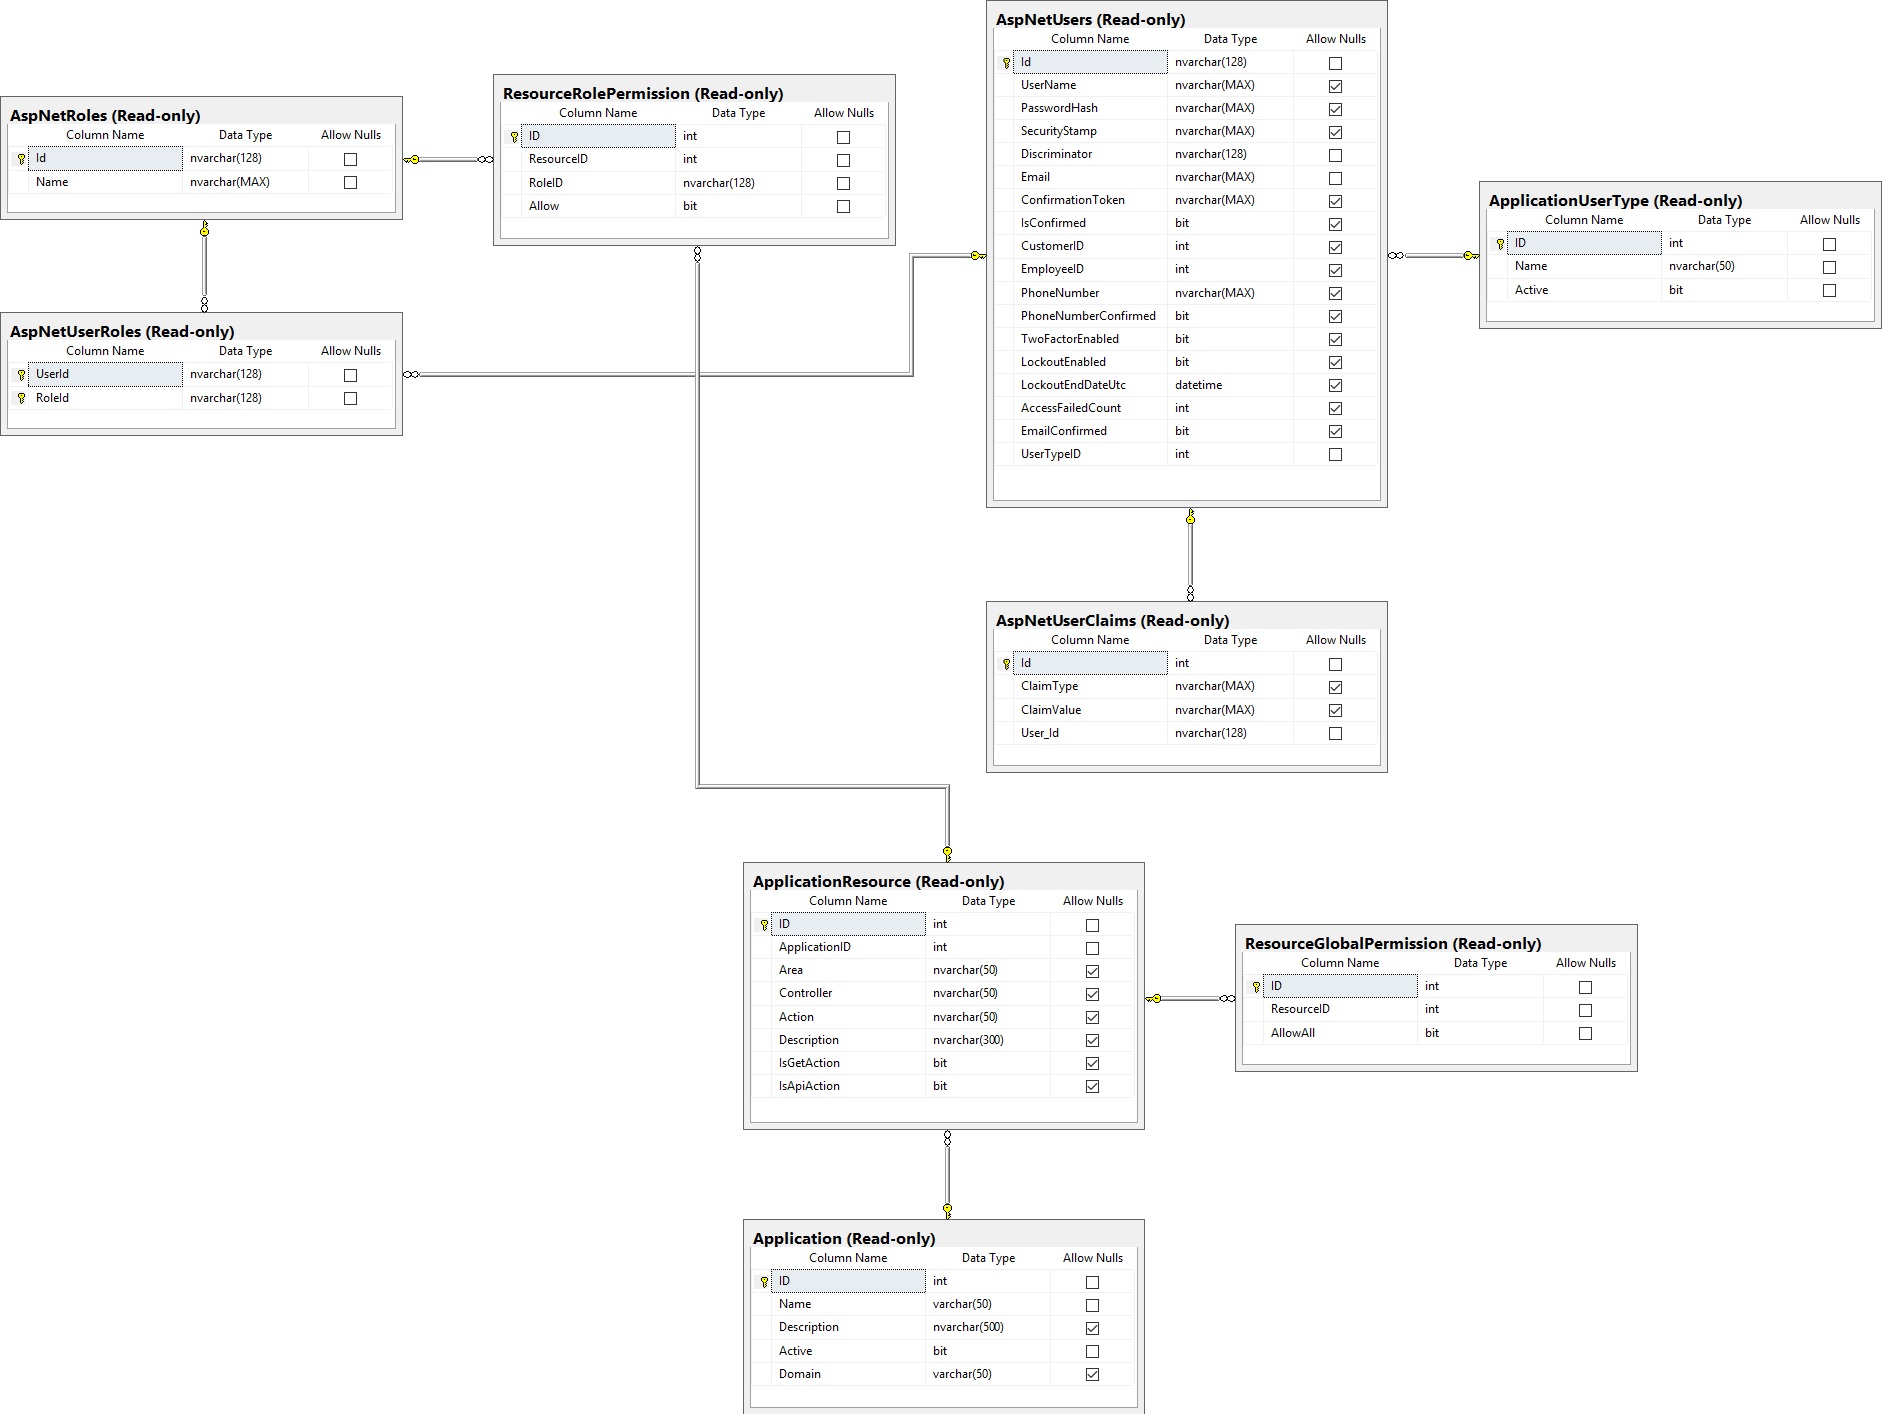 AspNetUsers (Read-only)
Column Name Data Type Allow Nulls
Id nvarchar(128)
UserName nvarchar(MAX)
PasswordHash nvarchar(MAX)
SecurityStamp nvarchar(MAX)
Discriminator nvarchar(128)
Email nvarchar(MAX)
ConfirmationToken nvarchar(MAX)
IsConfirmed bit
CustomerID int
EmployeeID int
PhoneNumber nvarchar(MAX)
PhoneNumberConfirmed bit
TwoFactorEnabled bit
LockoutEnabled bit
LockoutEndDateUtc datetime
AccessFailedCount int
EmailConfirmed bit
UserTypeID int
ResourceRolePermission (Read-only)
Column Name Data Type Allow Nulls
ID int
ResourceID int
RoleID nvarchar(128)
Allow bit
AspNetRoles (Read-only)
Column Name Data Type Allow Nulls
Id nvarchar(128)
Name nvarchar(MAX)
ApplicationUserType (Read-only)
Column Name Data Type Allow Nulls
ID int
Name nvarchar(50)
Active bit
AspNetUserRoles (Read-only)
Column Name Data Type Allow Nulls
UserId nvarchar(128)
RoleId nvarchar(128)
AspNetUserClaims (Read-only)
Column Name Data Type Allow Nulls
Id int
ClaimType nvarchar(MAX)
ClaimValue nvarchar(MAX)
User_Id nvarchar(128)
ApplicationResource (Read-only)
Column Name Data Type Allow Nulls
ID int
ApplicationID int
Area nvarchar(50)
Controller nvarchar(50)
Action nvarchar(50)
Description nvarchar(300)
IsGetAction bit
IsApiAction bit
ResourceGlobalPermission (Read-only)
Column Name Data Type Allow Nulls
ID int
ResourceID int
AllowAll bit
Application (Read-only)
Column Name Data Type Allow Nulls
ID int
Name varchar(50)
Description nvarchar(500)
Active bit
Domain varchar(50)